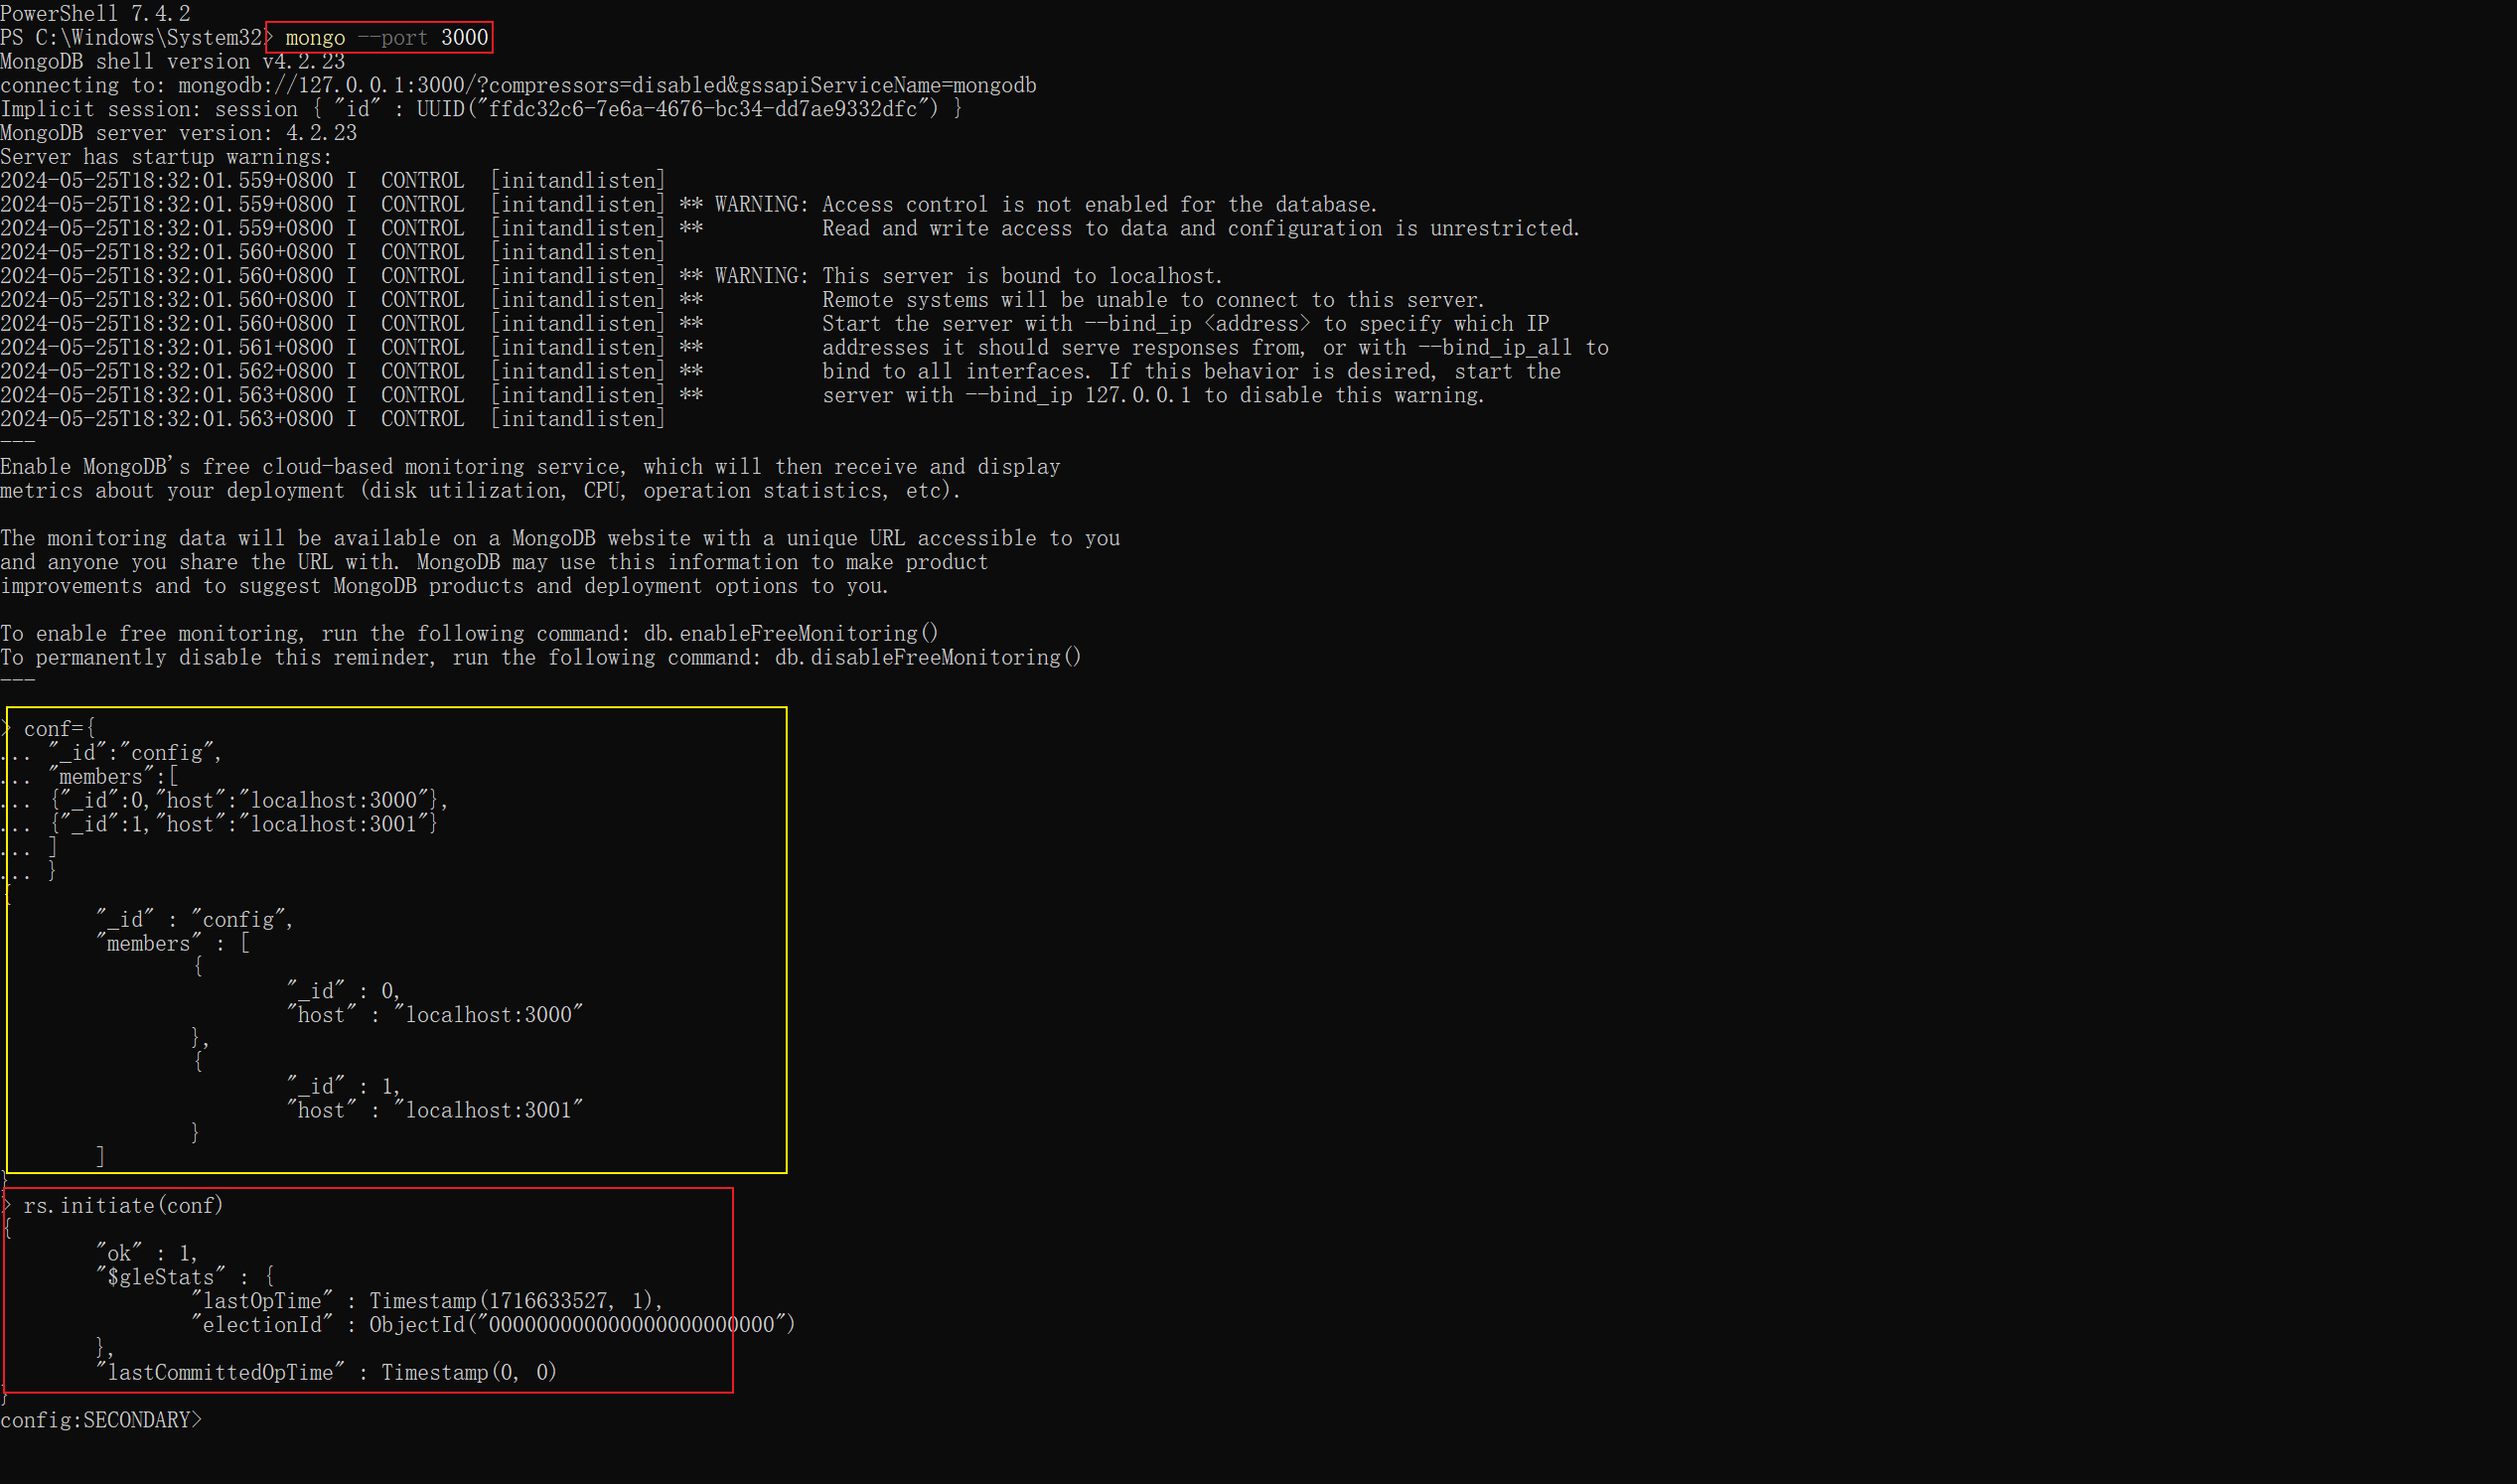 PowerShell 7.4.2
PS C:\Windows\System32> mongo --port 3000
MongoDB shell version v4.2.23
connecting to: mongodb://127.0.0.1:3000/?compressors=disabled&gssapiServiceName=mongodb
Implicit session: session { "id" : UUID("ffdc32c6-7e6a-4676-bc34-dd7ae9332dfc") }
MongoDB server version: 4.2.23
Server has startup warnings:
2024-05-25T18:32:01.559+0800 I  CONTROL  [initandlisten]
2024-05-25T18:32:01.559+0800 I  CONTROL  [initandlisten] ** WARNING: Access control is not enabled for the database.
2024-05-25T18:32:01.559+0800 I  CONTROL  [initandlisten] **          Read and write access to data and configuration is unrestricted.
2024-05-25T18:32:01.560+0800 I  CONTROL  [initandlisten]
2024-05-25T18:32:01.560+0800 I  CONTROL  [initandlisten] ** WARNING: This server is bound to localhost.
2024-05-25T18:32:01.560+0800 I  CONTROL  [initandlisten] **          Remote systems will be unable to connect to this server.
2024-05-25T18:32:01.560+0800 I  CONTROL  [initandlisten] **          Start the server with --bind_ip <address> to specify which IP
2024-05-25T18:32:01.561+0800 I  CONTROL  [initandlisten] **          addresses it should serve responses from, or with --bind_ip_all to
2024-05-25T18:32:01.562+0800 I  CONTROL  [initandlisten] **          bind to all interfaces. If this behavior is desired, start the
2024-05-25T18:32:01.563+0800 I  CONTROL  [initandlisten] **          server with --bind_ip 127.0.0.1 to disable this warning.
2024-05-25T18:32:01.563+0800 I  CONTROL  [initandlisten]
---
Enable MongoDB's free cloud-based monitoring service, which will then receive and display
metrics about your deployment (disk utilization, CPU, operation statistics, etc).

The monitoring data will be available on a MongoDB website with a unique URL accessible to you
and anyone you share the URL with. MongoDB may use this information to make product
improvements and to suggest MongoDB products and deployment options to you.

To enable free monitoring, run the following command: db.enableFreeMonitoring()
To permanently disable this reminder, run the following command: db.disableFreeMonitoring()
---

> conf={
... "_id":"config",
... "members":[
... {"_id":0,"host":"localhost:3000"},
... {"_id":1,"host":"localhost:3001"}
... ]
... }
{
        "_id" : "config",
        "members" : [
                {
                        "_id" : 0,
                        "host" : "localhost:3000"
                },
                {
                        "_id" : 1,
                        "host" : "localhost:3001"
                }
        ]
}
> rs.initiate(conf)
{
        "ok" : 1,
        "$gleStats" : {
                "lastOpTime" : Timestamp(1716633527, 1),
                "electionId" : ObjectId("000000000000000000000000")
        },
        "lastCommittedOpTime" : Timestamp(0, 0)
}
config:SECONDARY>